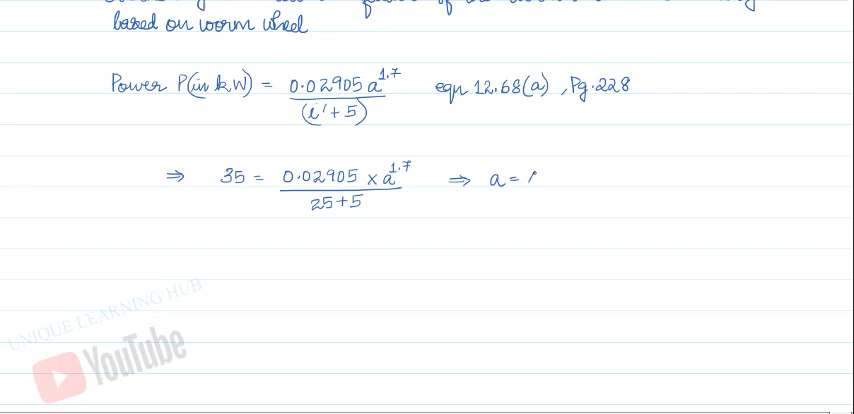 based on worm wheel
Power P(in kW) = 0.02905 a^1.7 / (i' + 5) eqn 12.68(a), Pg. 228
⇒ 35 = 0.02905 × a^1.7 / 25+5 ⇒ a =
UNIQUE LEARNING HUB
YouTube